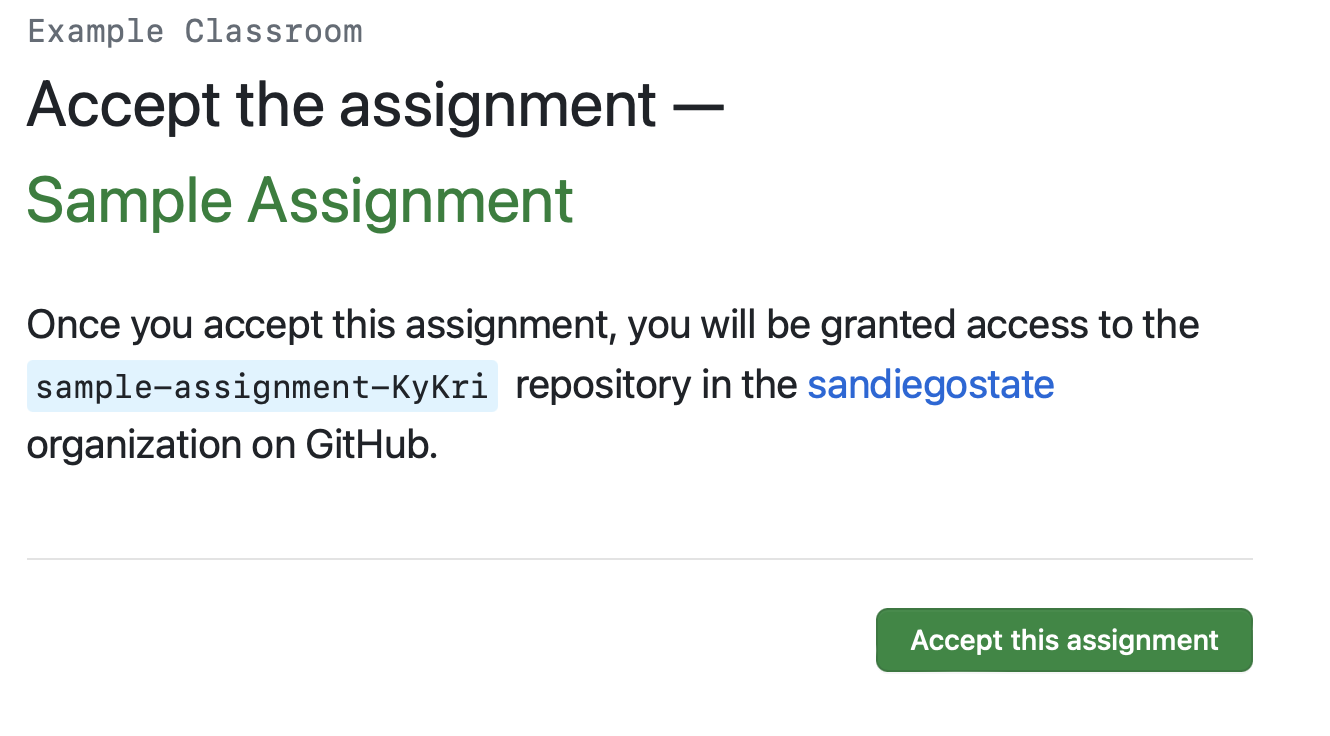 Example Classroom
Accept the assignment —
Sample Assignment
Once you accept this assignment, you will be granted access to the
sample-assignment-KyKri repository in the sandiegostate
organization on GitHub.
Accept this assignment